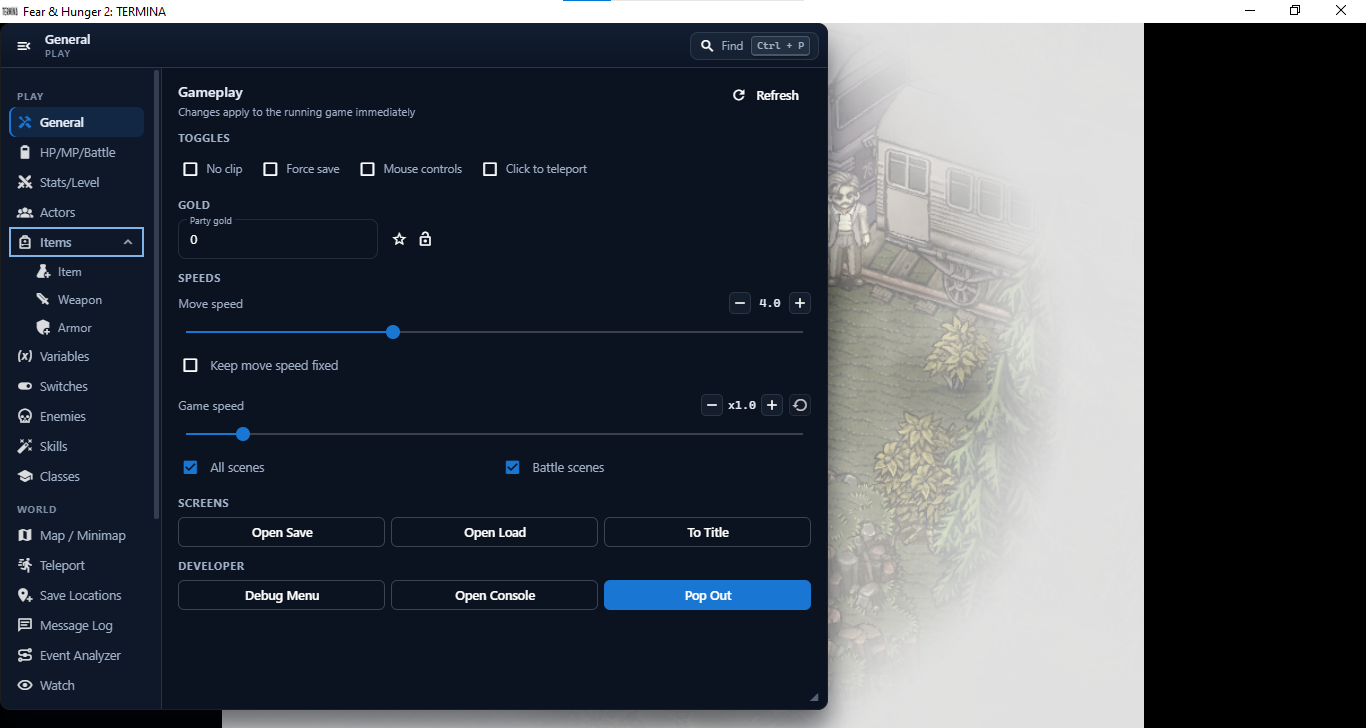 TERMINA Fear & Hunger 2: TERMINA
General
PLAY
Find Ctrl + P
PLAY
General
HP/MP/Battle
Stats/Level
Actors
Items
Item
Weapon
Armor
(x) Variables
Switches
Enemies
Skills
Classes
WORLD
Map / Minimap
Teleport
Save Locations
Message Log
Event Analyzer
Watch
Gameplay
Refresh
Changes apply to the running game immediately
TOGGLES
No clip Force save Mouse controls Click to teleport
GOLD
Party gold
0
SPEEDS
Move speed 4.0
Keep move speed fixed
Game speed x1.0
All scenes Battle scenes
SCREENS
Open Save Open Load To Title
DEVELOPER
Debug Menu Open Console Pop Out